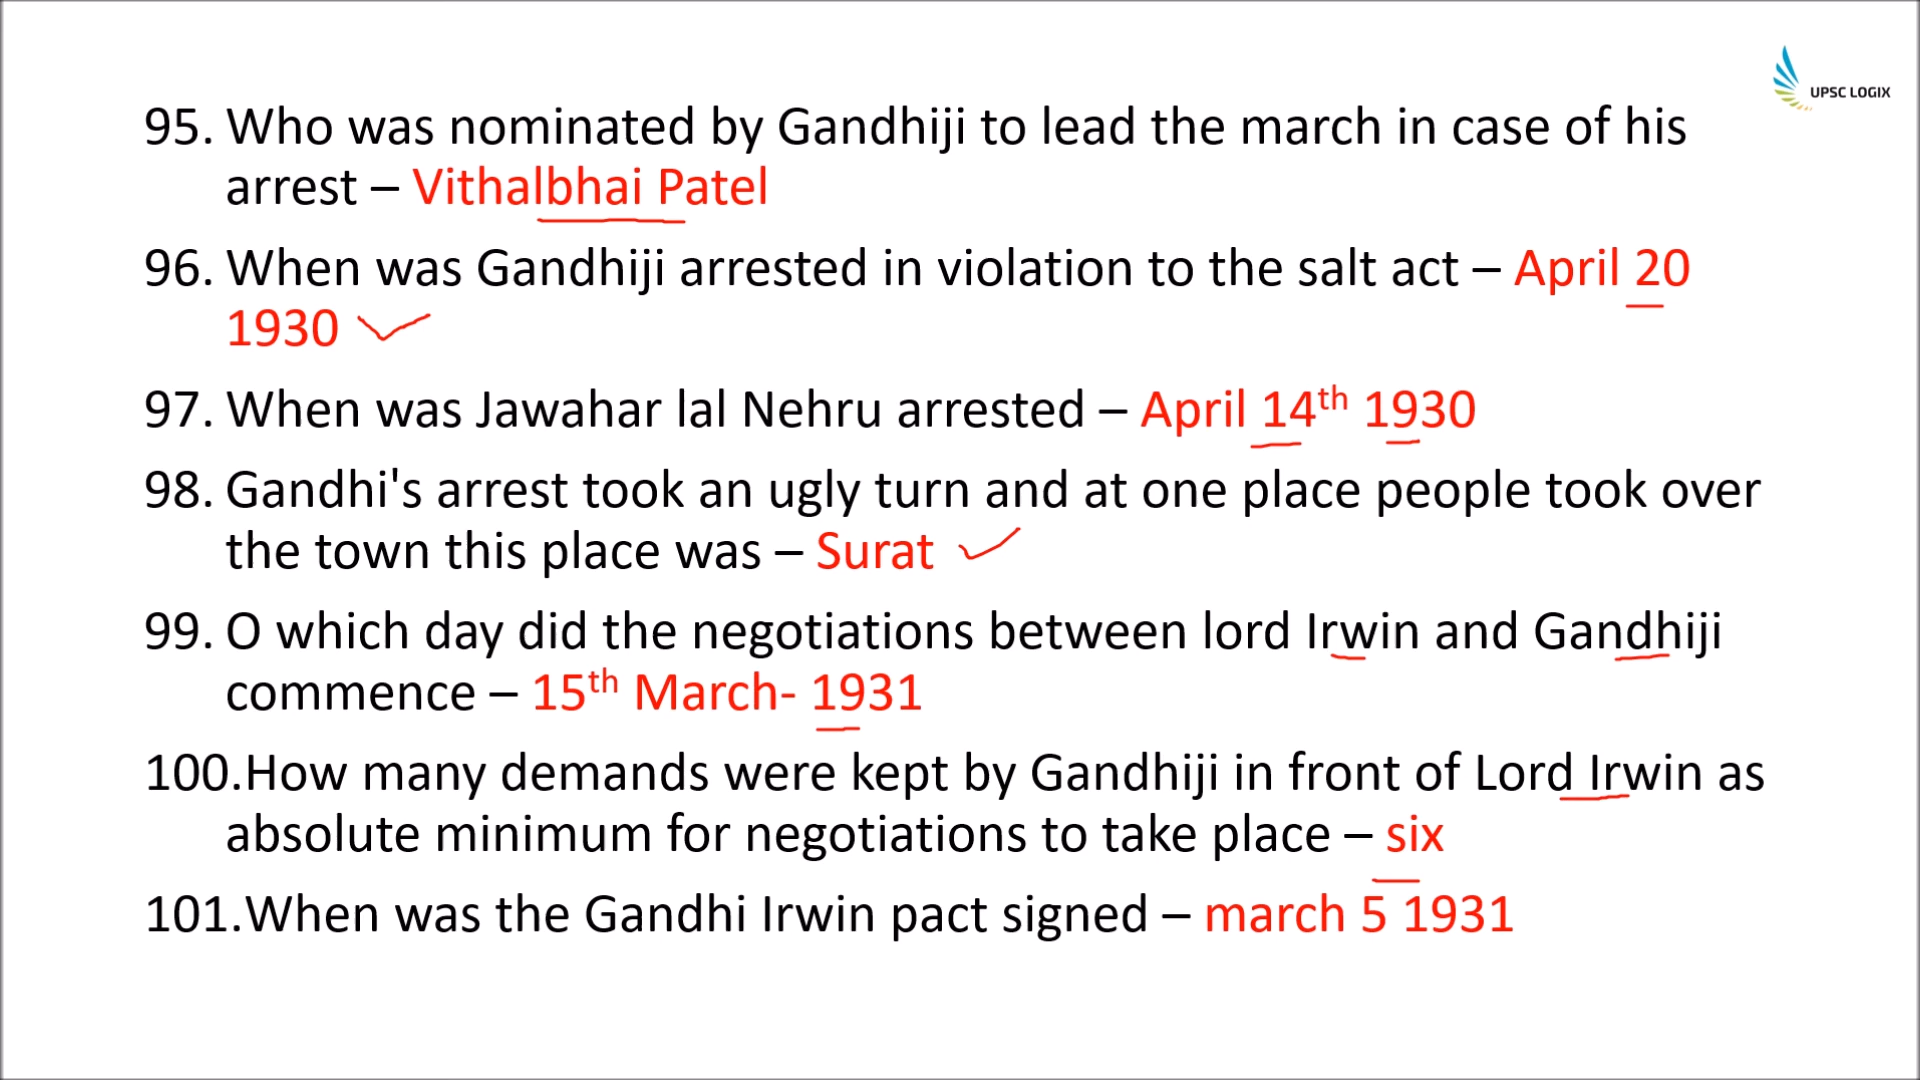 UPSC LOGIX
95. Who was nominated by Gandhiji to lead the march in case of his
arrest – Vithalbhai Patel
96. When was Gandhiji arrested in violation to the salt act – April 20
1930
97. When was Jawahar lal Nehru arrested – April 14th 1930
98. Gandhi's arrest took an ugly turn and at one place people took over
the town this place was – Surat
99. O which day did the negotiations between lord Irwin and Gandhiji
commence – 15th March- 1931
100.How many demands were kept by Gandhiji in front of Lord Irwin as
absolute minimum for negotiations to take place – six
101.When was the Gandhi Irwin pact signed – march 5 1931